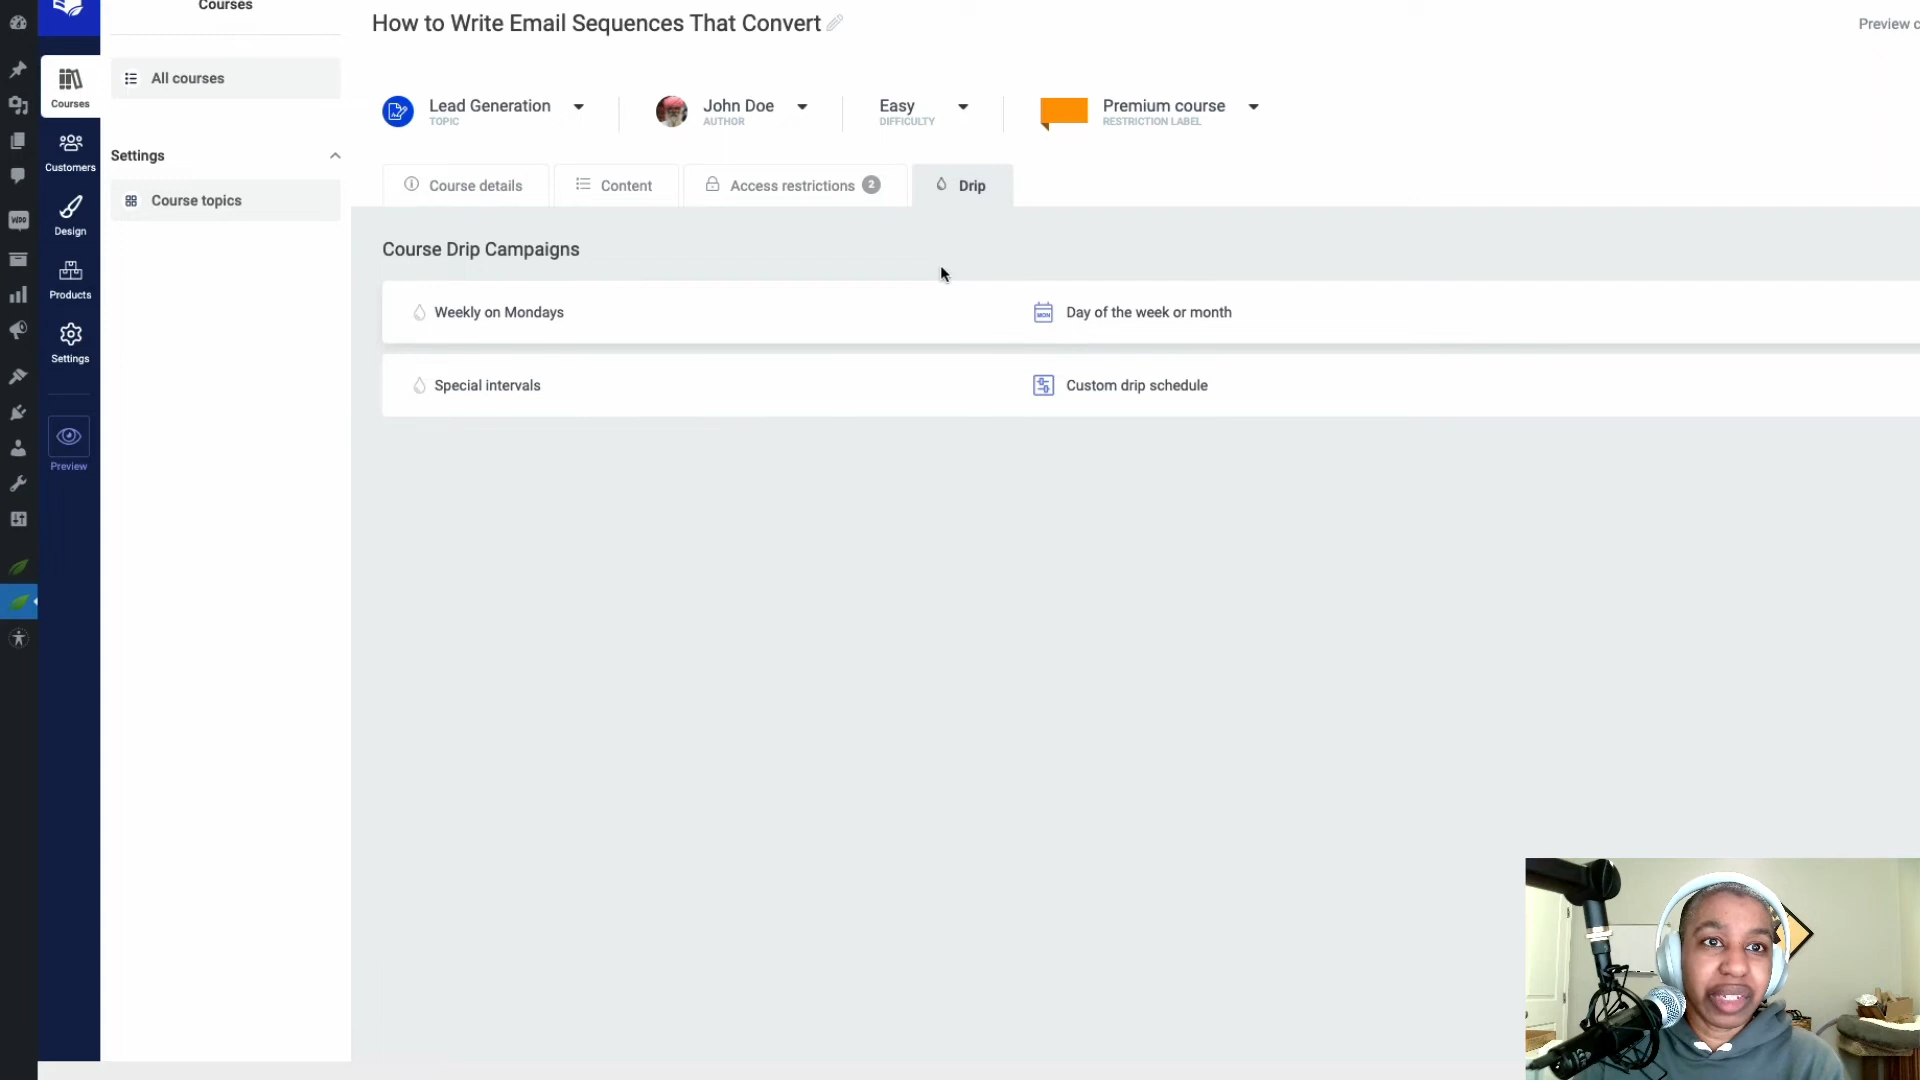 Courses
How to Write Email Sequences That Convert
Preview c
Courses
All courses
Lead Generation
TOPIC
John Doe
AUTHOR
Easy
DIFFICULTY
Premium course
RESTRICTION LABEL
Customers
Settings
Course topics
Course details
Content
Access restrictions 2
Drip
Design
Course Drip Campaigns
Products
Weekly on Mondays
MON
Day of the week or month
Settings
Special intervals
Custom drip schedule
Preview